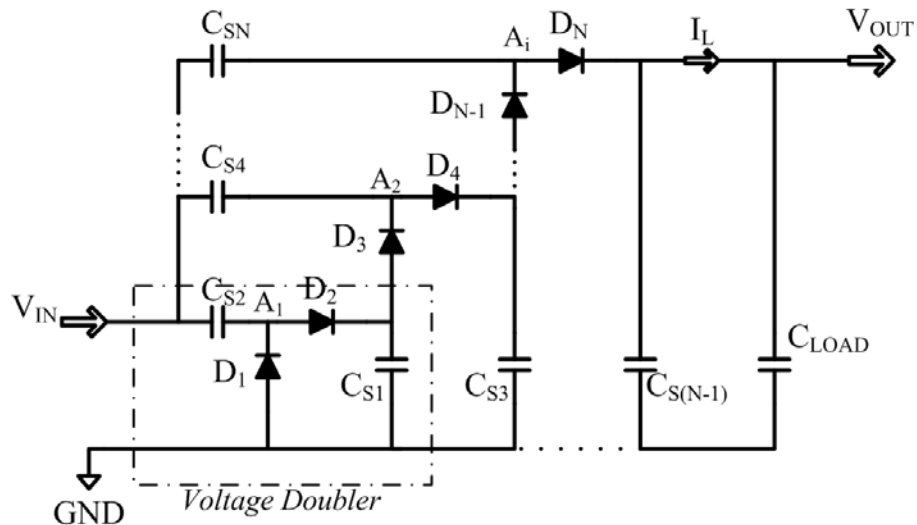 C_SN
A_i
D_N
I_L
V_OUT
D_N-1
C_S4
A_2
D_4
D_3
V_IN
C_S2
A_1
D_2
D_1
C_S1
C_S3
C_S(N-1)
C_LOAD
GND
Voltage Doubler